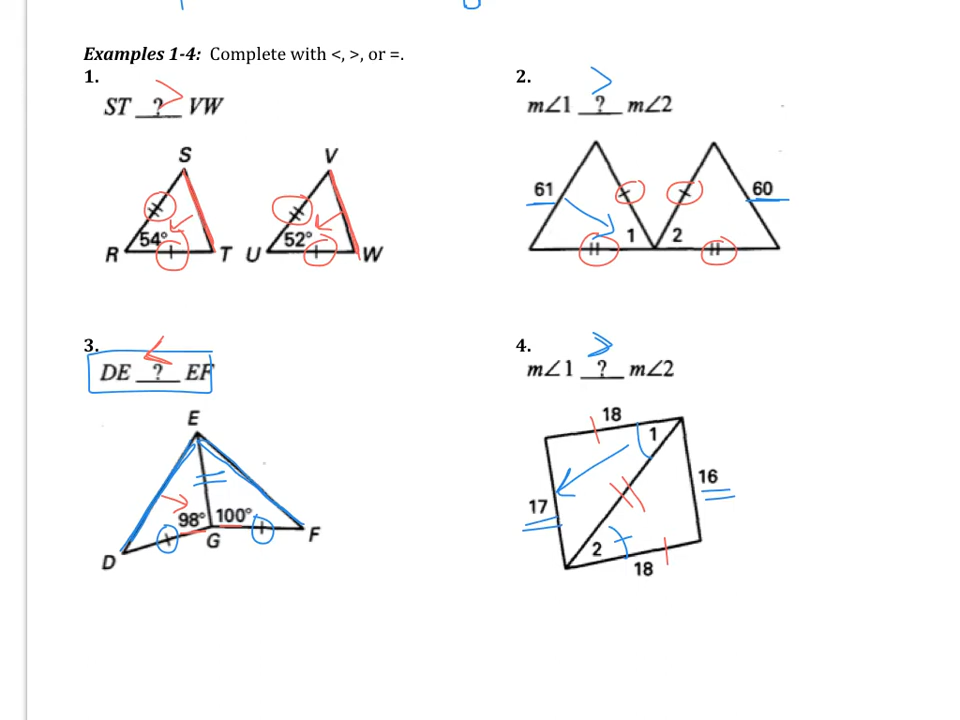 Examples 1-4: Complete with <, >, or =.
1.
>
ST ? VW
S
54°
R
T
V
52°
U
W
2.
>
m∠1 ? m∠2
61
60
1
2
3.
<
DE ? EF
E
98°
100°
D
G
F
4.
>
m∠1 ? m∠2
18
1
16
17
2
18